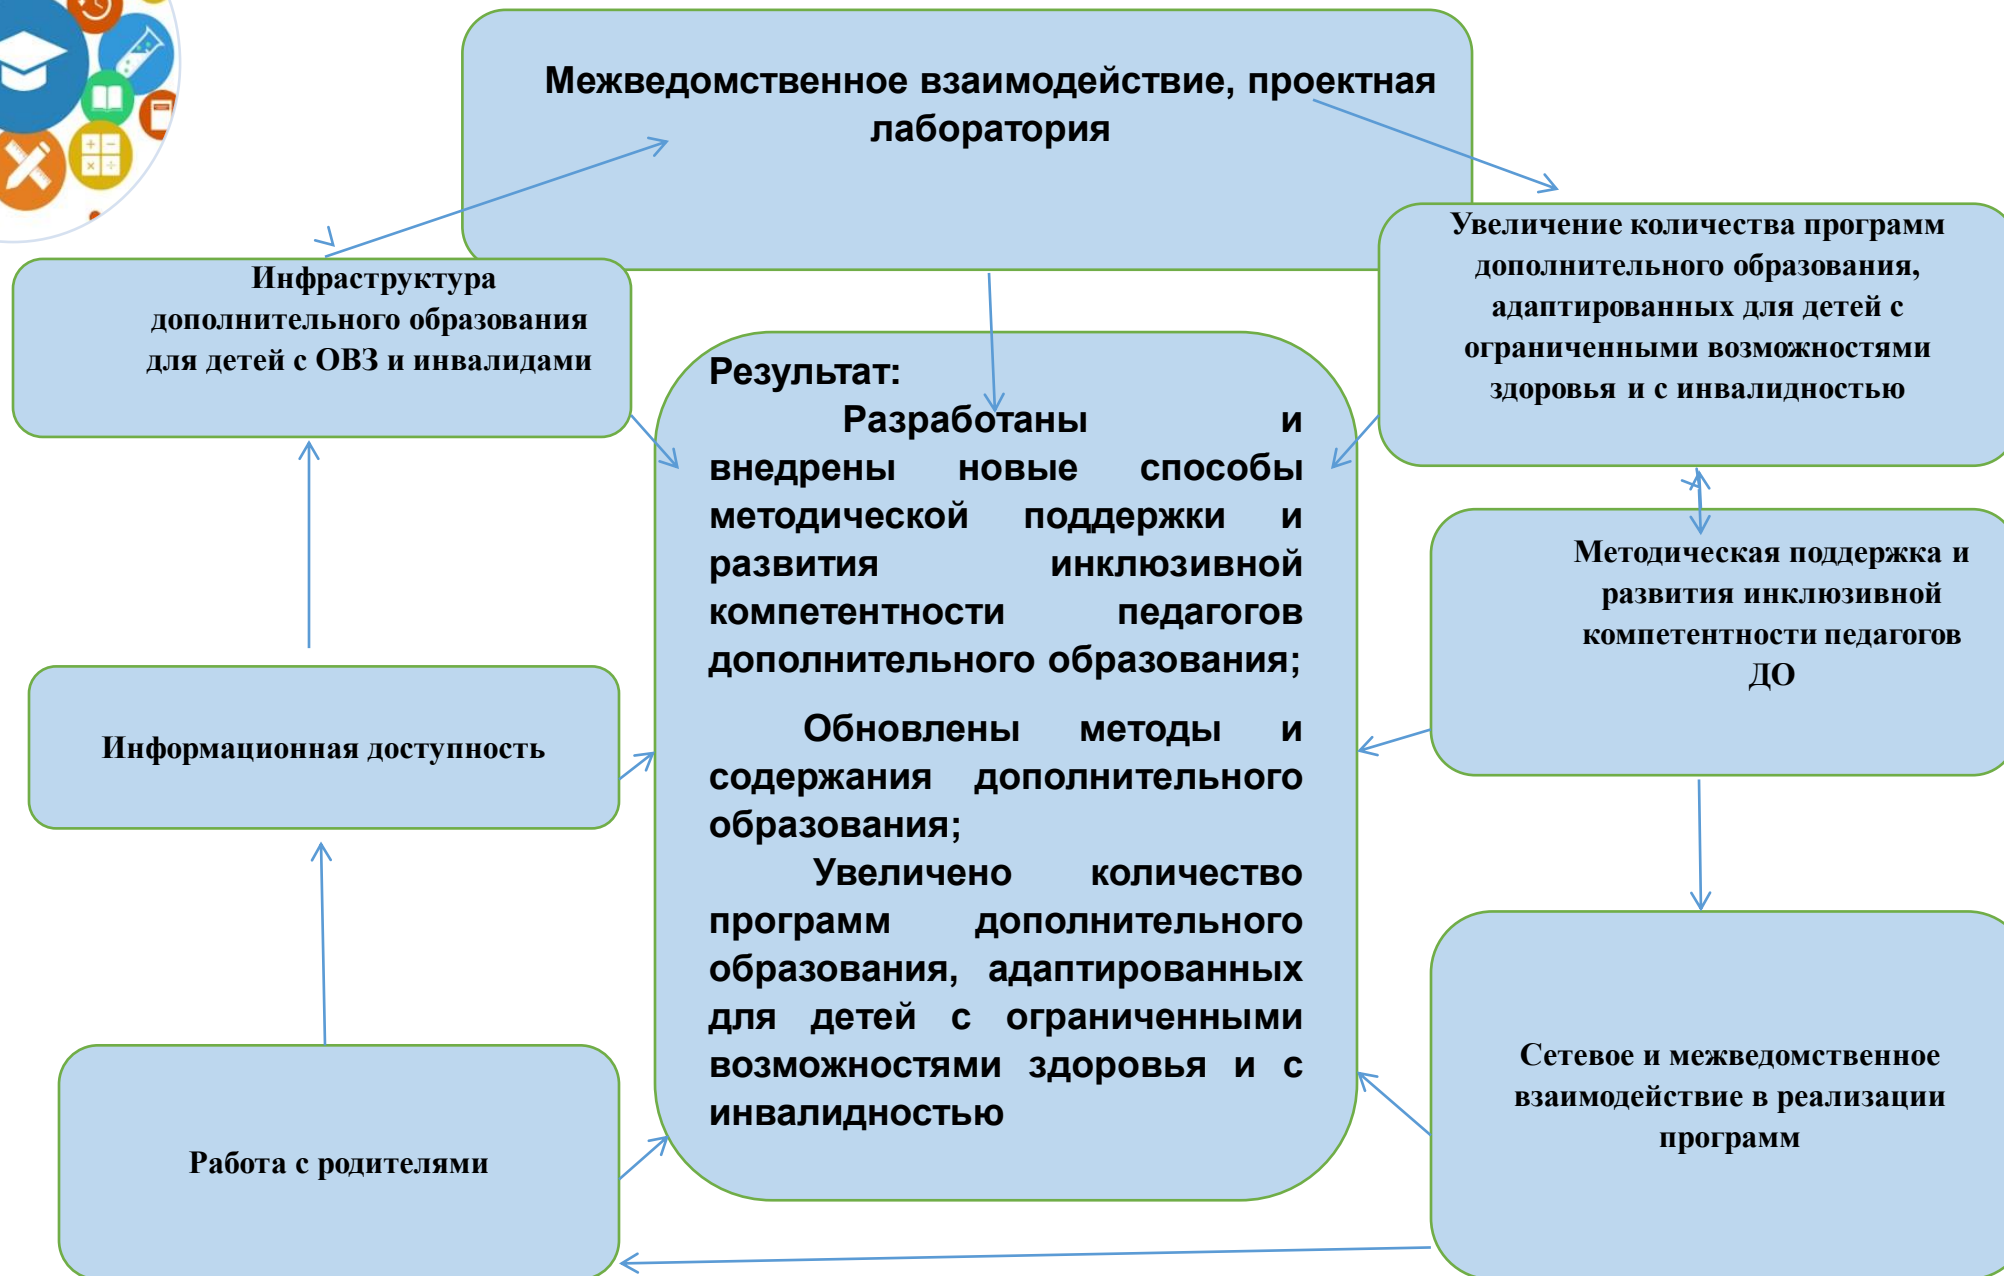 Межведомственное взаимодействие, проектная
лаборатория
Инфраструктура
дополнительного образования
для детей с ОВЗ и инвалидами
Увеличение количества программ
дополнительного образования,
адаптированных для детей с
ограниченными возможностями
здоровья и с инвалидностью
Результат:
Разработаны и
внедрены новые способы
методической поддержки и
развития инклюзивной
компетентности педагогов
дополнительного образования;
Обновлены методы и
содержания дополнительного
образования;
Увеличено количество
программ дополнительного
образования, адаптированных
для детей с ограниченными
возможностями здоровья и с
инвалидностью
Методическая поддержка и
развития инклюзивной
компетентности педагогов
ДО
Информационная доступность
Сетевое и межведомственное
взаимодействие в реализации
программ
Работа с родителями